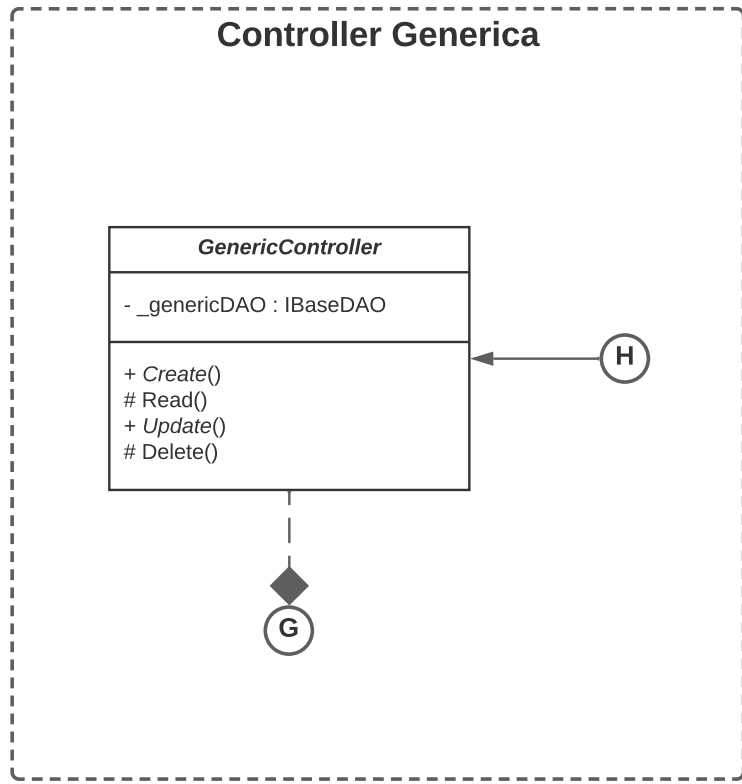 Controller Generica
GenericController
- _genericDAO : IBaseDAO
+ Create()
# Read()
+ Update()
# Delete()
H
G